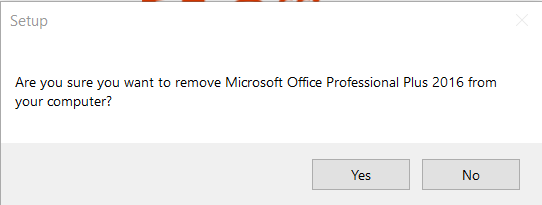 Setup
Are you sure you want to remove Microsoft Office Professional Plus 2016 from
your computer?
Yes
No